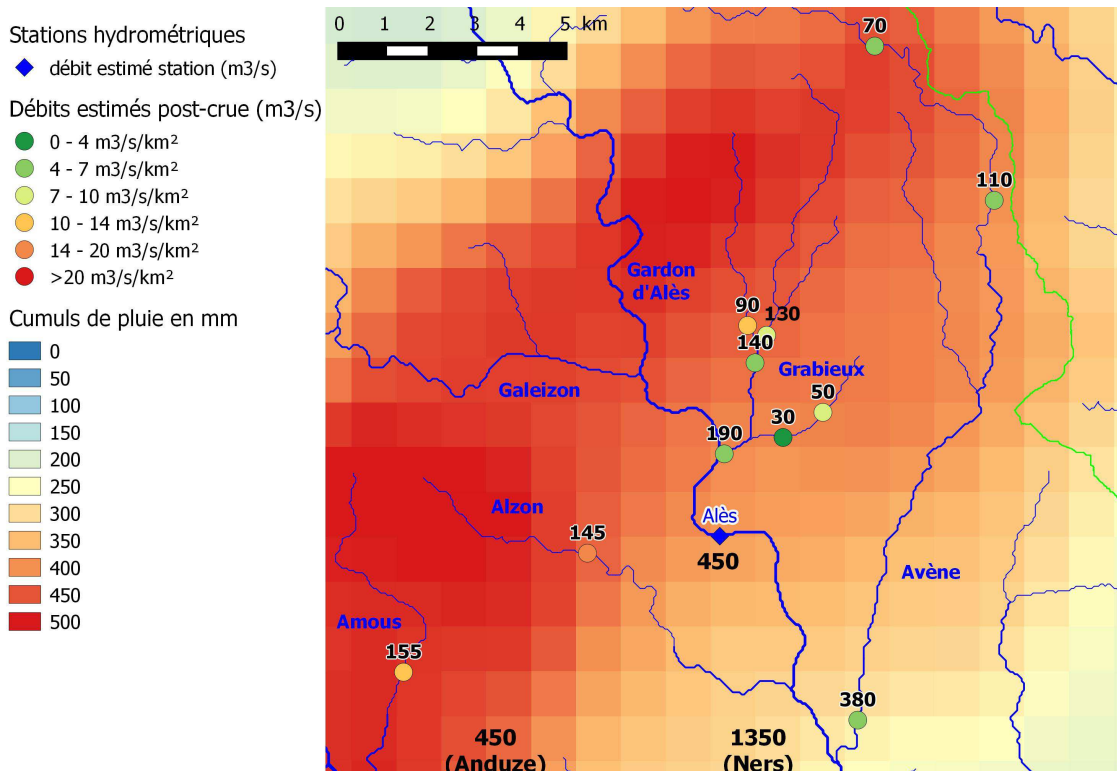 Stations hydrométriques
débit estimé station (m3/s)
Débits estimés post-crue (m3/s)
0 - 4 m3/s/km²
4 - 7 m3/s/km²
7 - 10 m3/s/km²
10 - 14 m3/s/km²
14 - 20 m3/s/km²
>20 m3/s/km²
Cumuls de pluie en mm
0
50
100
150
200
250
300
350
400
450
500
0 1 2 3 4 5 km
70
110
Gardon
d'Alès
90
130
140
Grabieux
Galeizon
50
30
190
Alzon
Alès
145
450
Avène
Amous
155
380
450
(Anduze)
1350
(Ners)